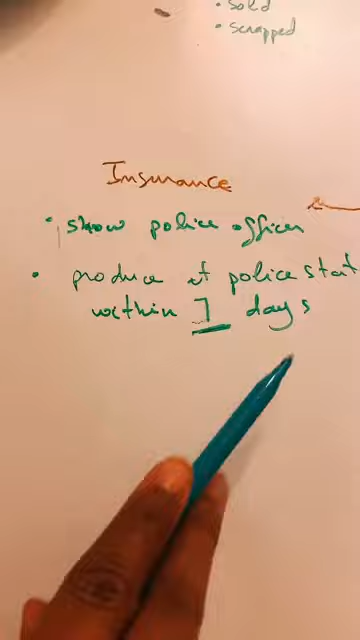 • sold
• scrapped
Insurance
• show police officer
• produce at police stat
within 7 days